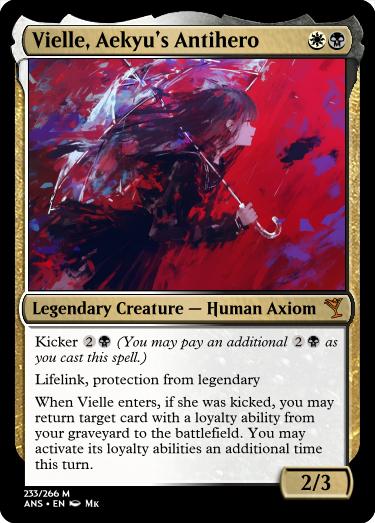 Vielle, Aekyu's Antihero
Legendary Creature — Human Axiom
Kicker 2 (You may pay an additional 2 as
you cast this spell.)
Lifelink, protection from legendary
When Vielle enters, if she was kicked, you may
return target card with a loyalty ability from
your graveyard to the battlefield. You may
activate its loyalty abilities an additional time
this turn.
2/3
233/266 M
ANS • EN Mk